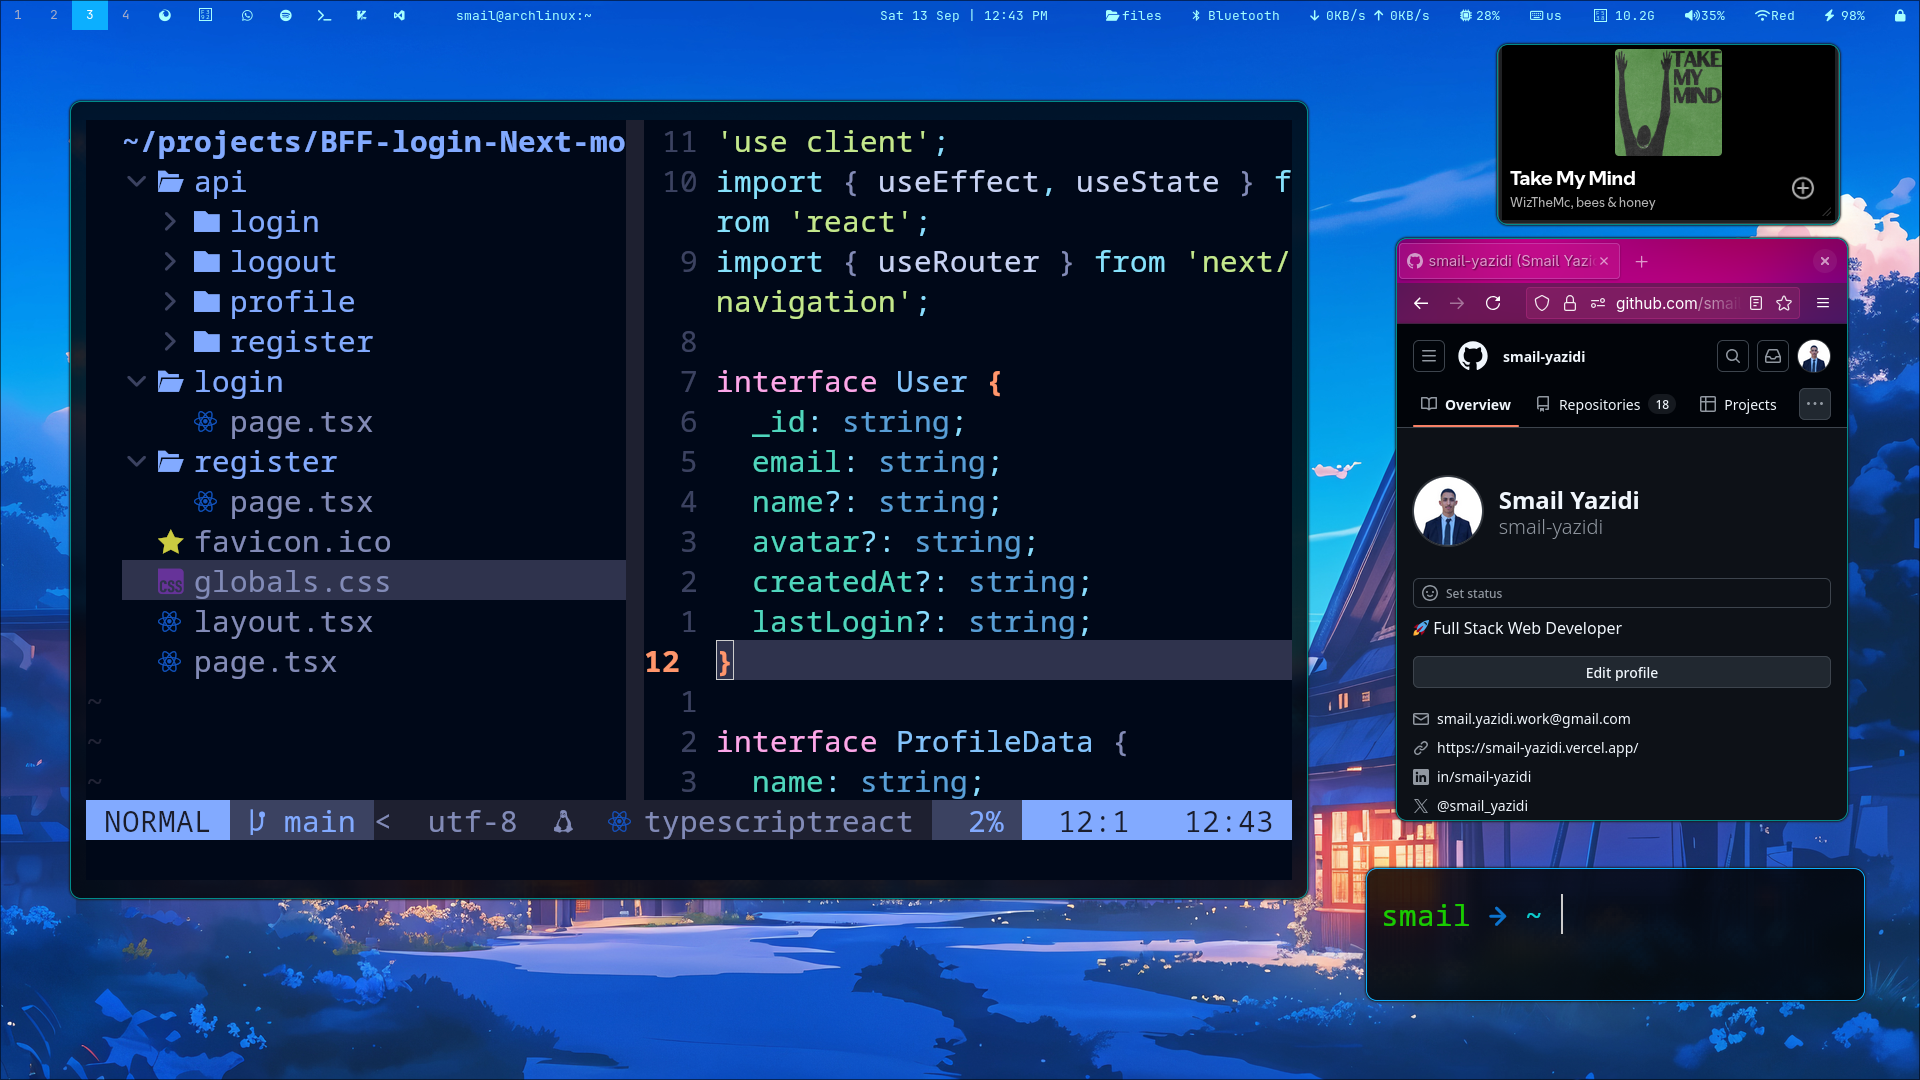 1 2 3 4 smail@archlinux:~ Sat 13 Sep | 12:43 PM files Bluetooth 0KB/s 0KB/s 28% us 10.2G 35% Red 98%
~/projects/BFF-login-Next-mo
api
login
logout
profile
register
login
page.tsx
register
page.tsx
favicon.ico
globals.css
layout.tsx
page.tsx
~
~
~
11 'use client';
10 import { useEffect, useState } f
rom 'react';
9 import { useRouter } from 'next/
navigation';
8
7 interface User {
6 _id: string;
5 email: string;
4 name?: string;
3 avatar?: string;
2 createdAt?: string;
1 lastLogin?: string;
12 }
1
2 interface ProfileData {
3 name: string;
NORMAL main < utf-8 typescriptreact 2% 12:1 12:43
TAKE
MY
MIND
Take My Mind
WizTheMc, bees & honey
smail-yazidi (Smail Yazi
github.com/smai
smail-yazidi
Overview Repositories 18 Projects
Smail Yazidi
smail-yazidi
Set status
🚀 Full Stack Web Developer
Edit profile
smail.yazidi.work@gmail.com
https://smail-yazidi.vercel.app/
in/smail-yazidi
@smail_yazidi
smail → ~